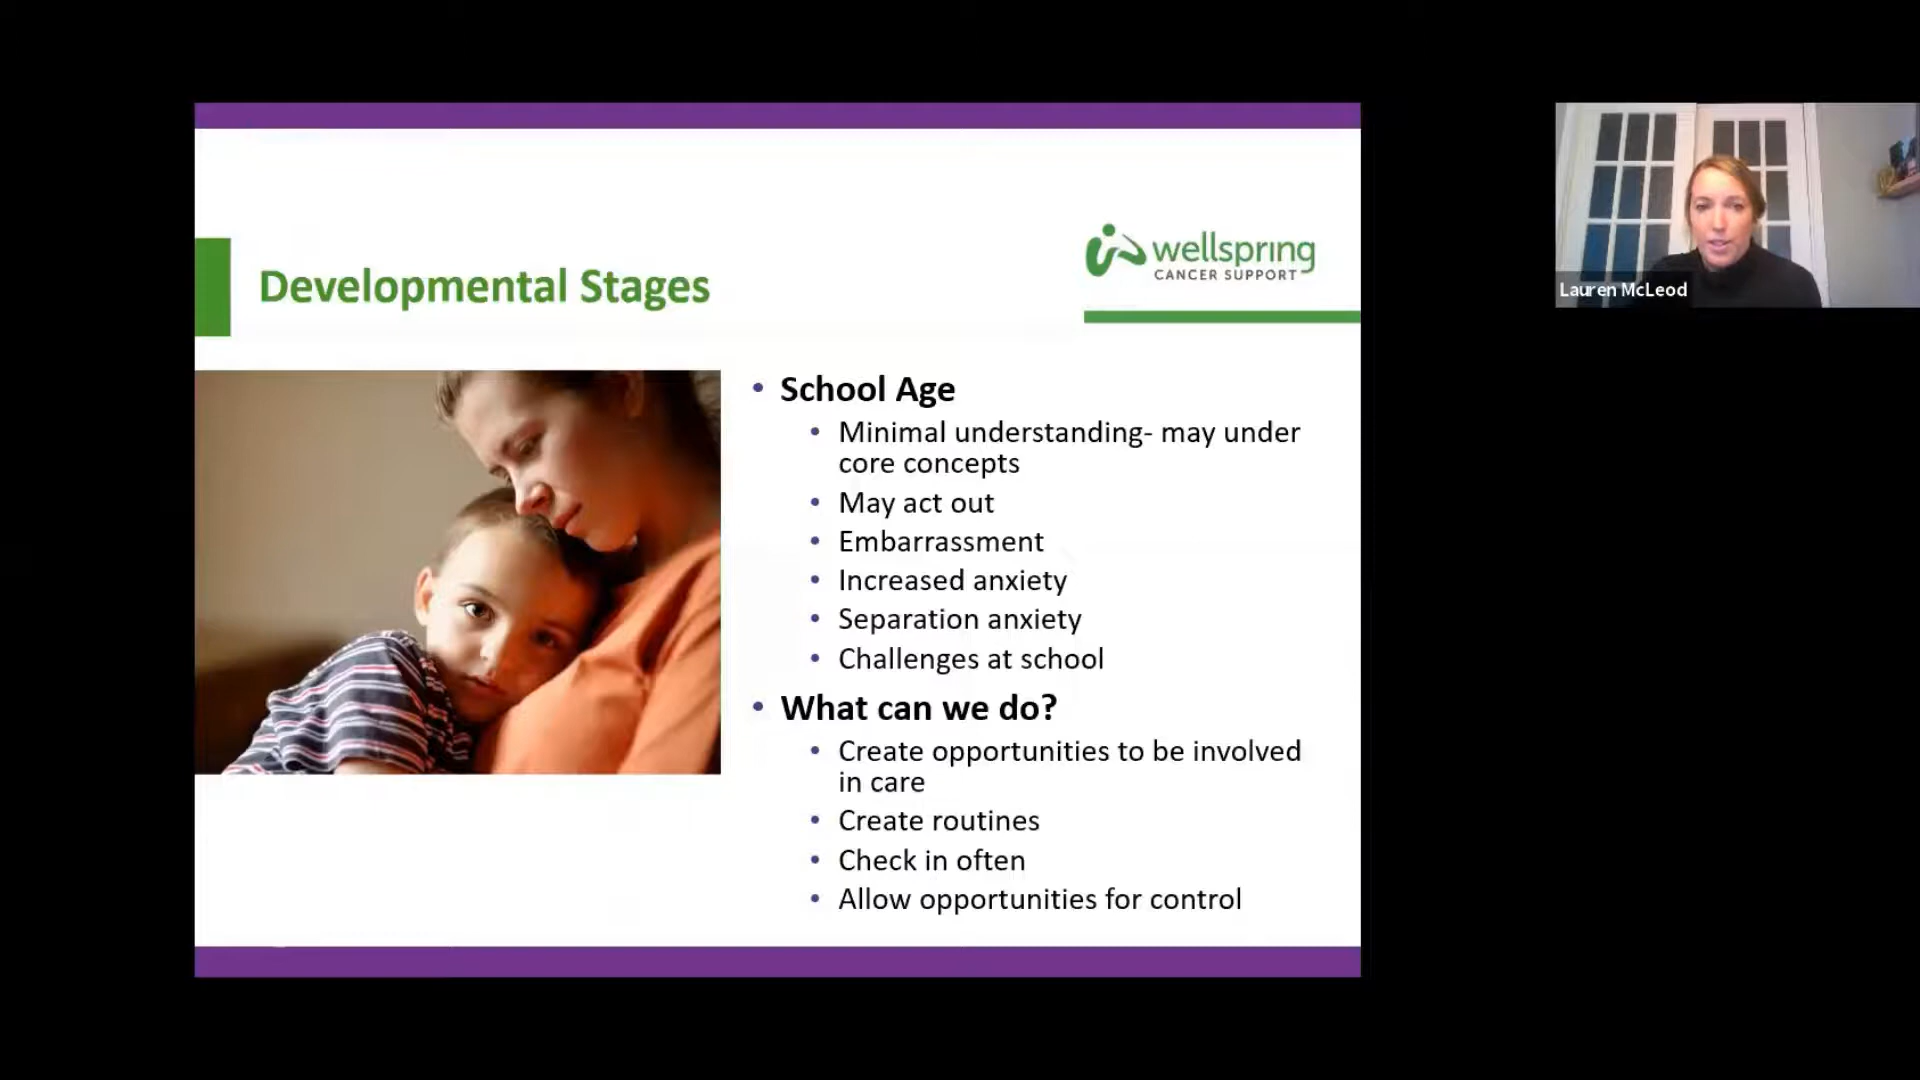 Developmental Stages
wellspring
CANCER SUPPORT
Lauren McLeod
• School Age
• Minimal understanding- may under
core concepts
• May act out
• Embarrassment
• Increased anxiety
• Separation anxiety
• Challenges at school
• What can we do?
• Create opportunities to be involved
in care
• Create routines
• Check in often
• Allow opportunities for control